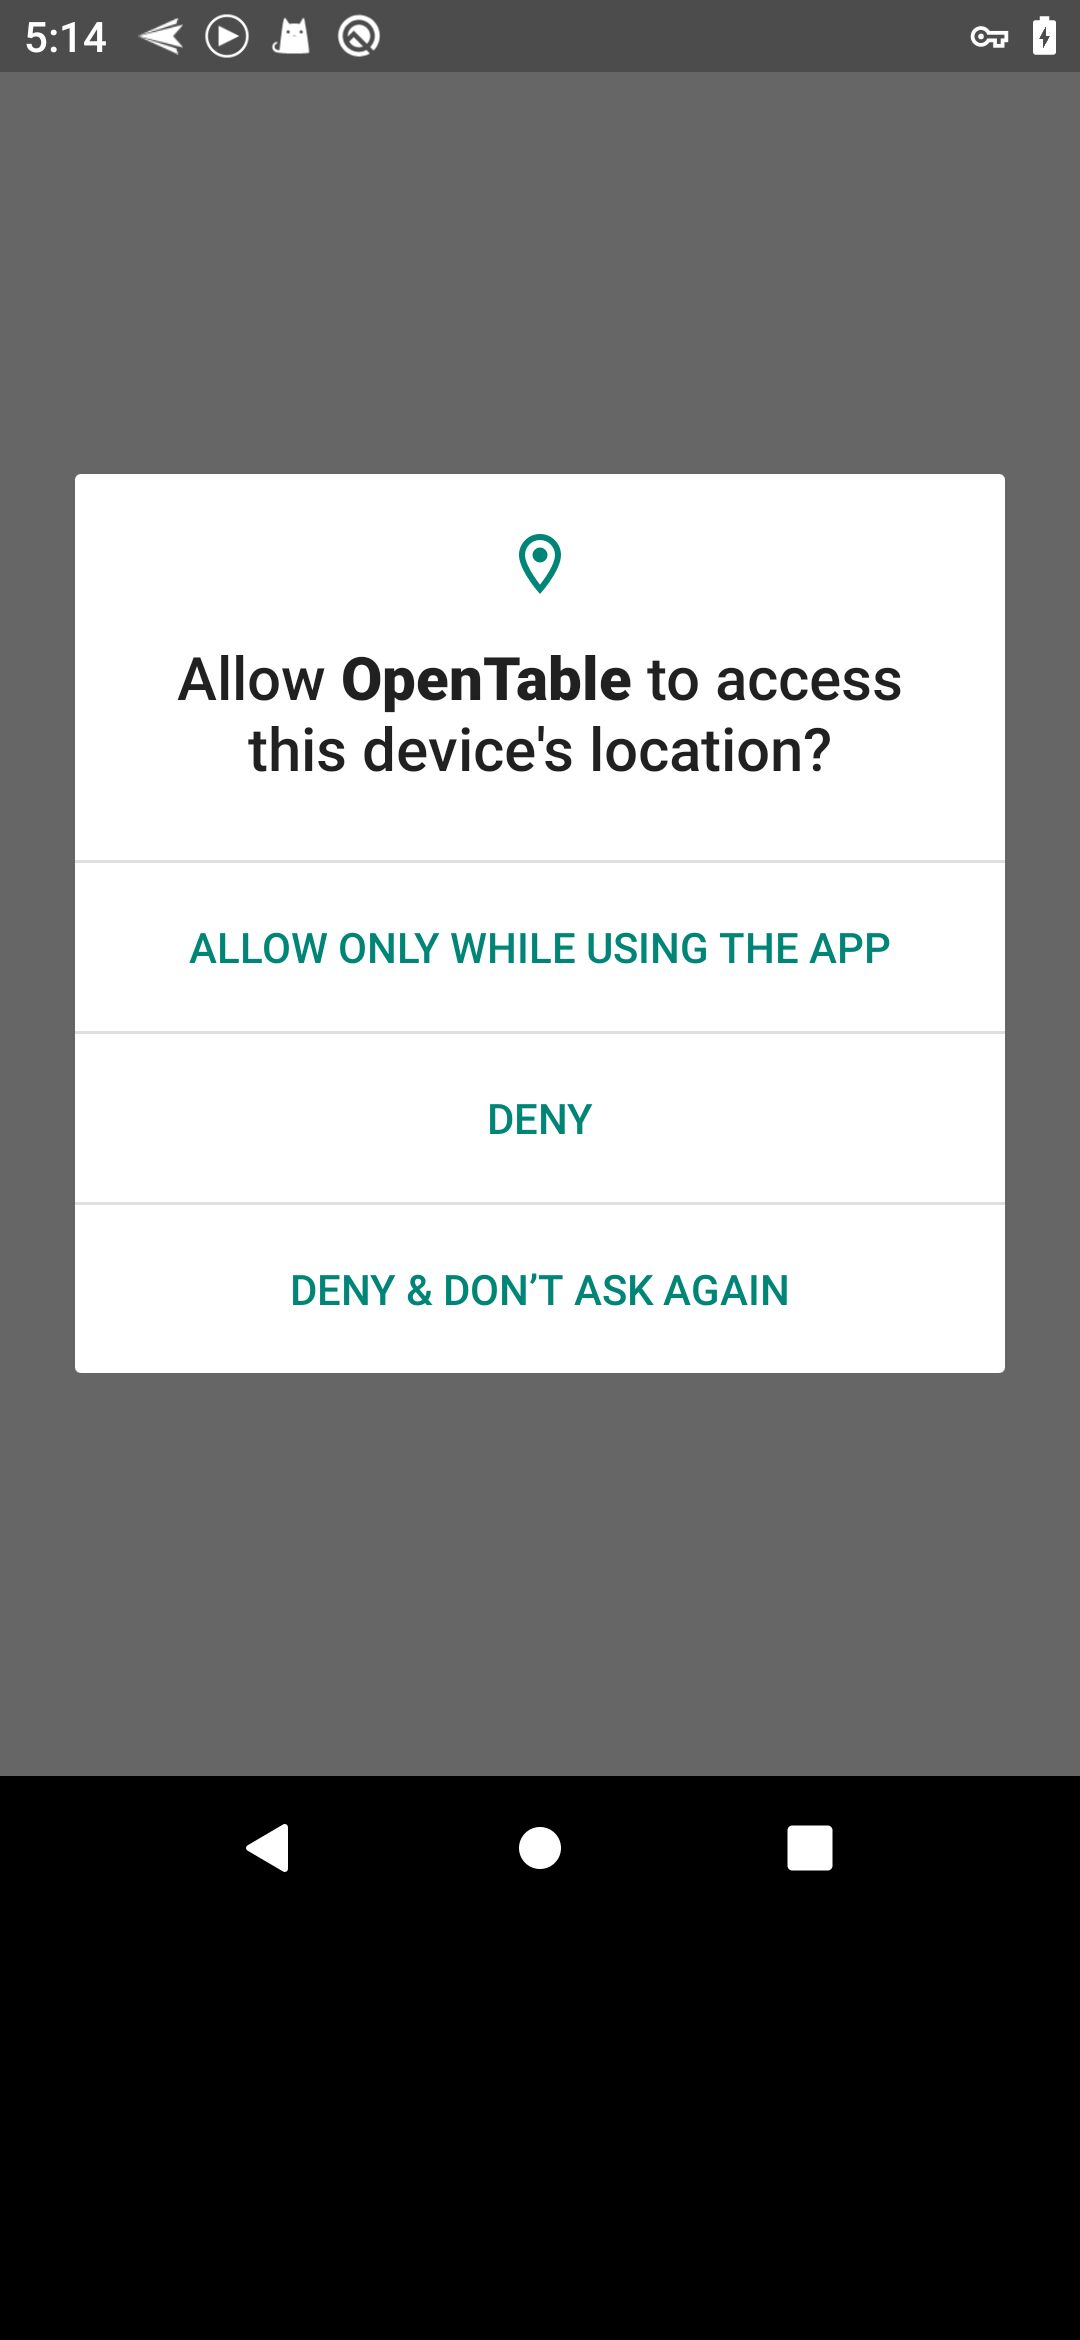 5:14
Allow OpenTable to access
this device's location?
ALLOW ONLY WHILE USING THE APP
DENY
DENY & DON’T ASK AGAIN